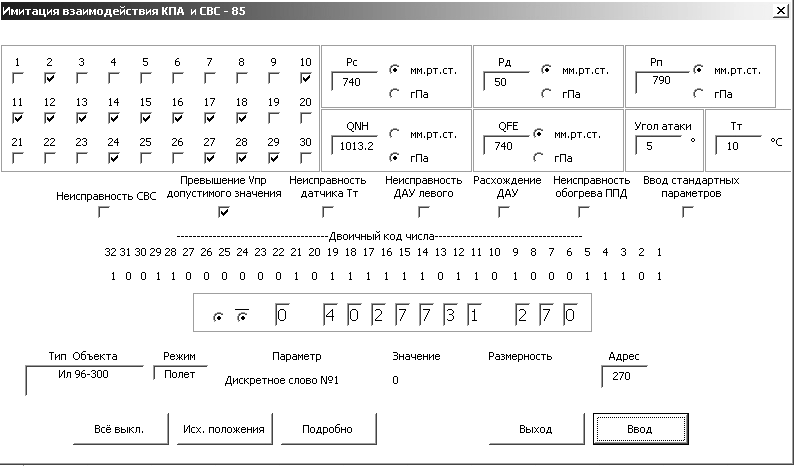 Имитация взаимодействия КПА и СВС - 85
1 2 3 4 5 6 7 8 9 10
11 12 13 14 15 16 17 18 19 20
21 22 23 24 25 26 27 28 29 30
Рс
740
мм.рт.ст.
гПа
Рд
50
мм.рт.ст.
гПа
Рп
790
мм.рт.ст.
гПа
QNH
1013.2
мм.рт.ст.
гПа
QFE
740
мм.рт.ст.
гПа
Угол атаки
5 °
Тт
10 °C
Неисправность СВС
Превышение Vпр
допустимого значения
Неисправность
датчика Тт
Неисправность
ДАУ левого
Расхождение
ДАУ
Неисправность
обогрева ППД
Ввод стандартных
параметров
--------------------------------------Двоичный код числа-------------------------------------
32 31 30 29 28 27 26 25 24 23 22 21 20 19 18 17 16 15 14 13 12 11 10 9 8 7 6 5 4 3 2 1
1 0 0 1 0 0 0 0 0 0 1 0 1 1 1 1 1 1 0 1 1 0 1 0 0 0 1 1 1 0 1
0 4 0 2 7 7 3 1 2 7 0
Тип Объекта
Ил 96-300
Режим
Полет
Параметр
Дискретное слово №1
Значение
0
Размерность
Адрес
270
Всё выкл.
Исх. положения
Подробно
Выход
Ввод